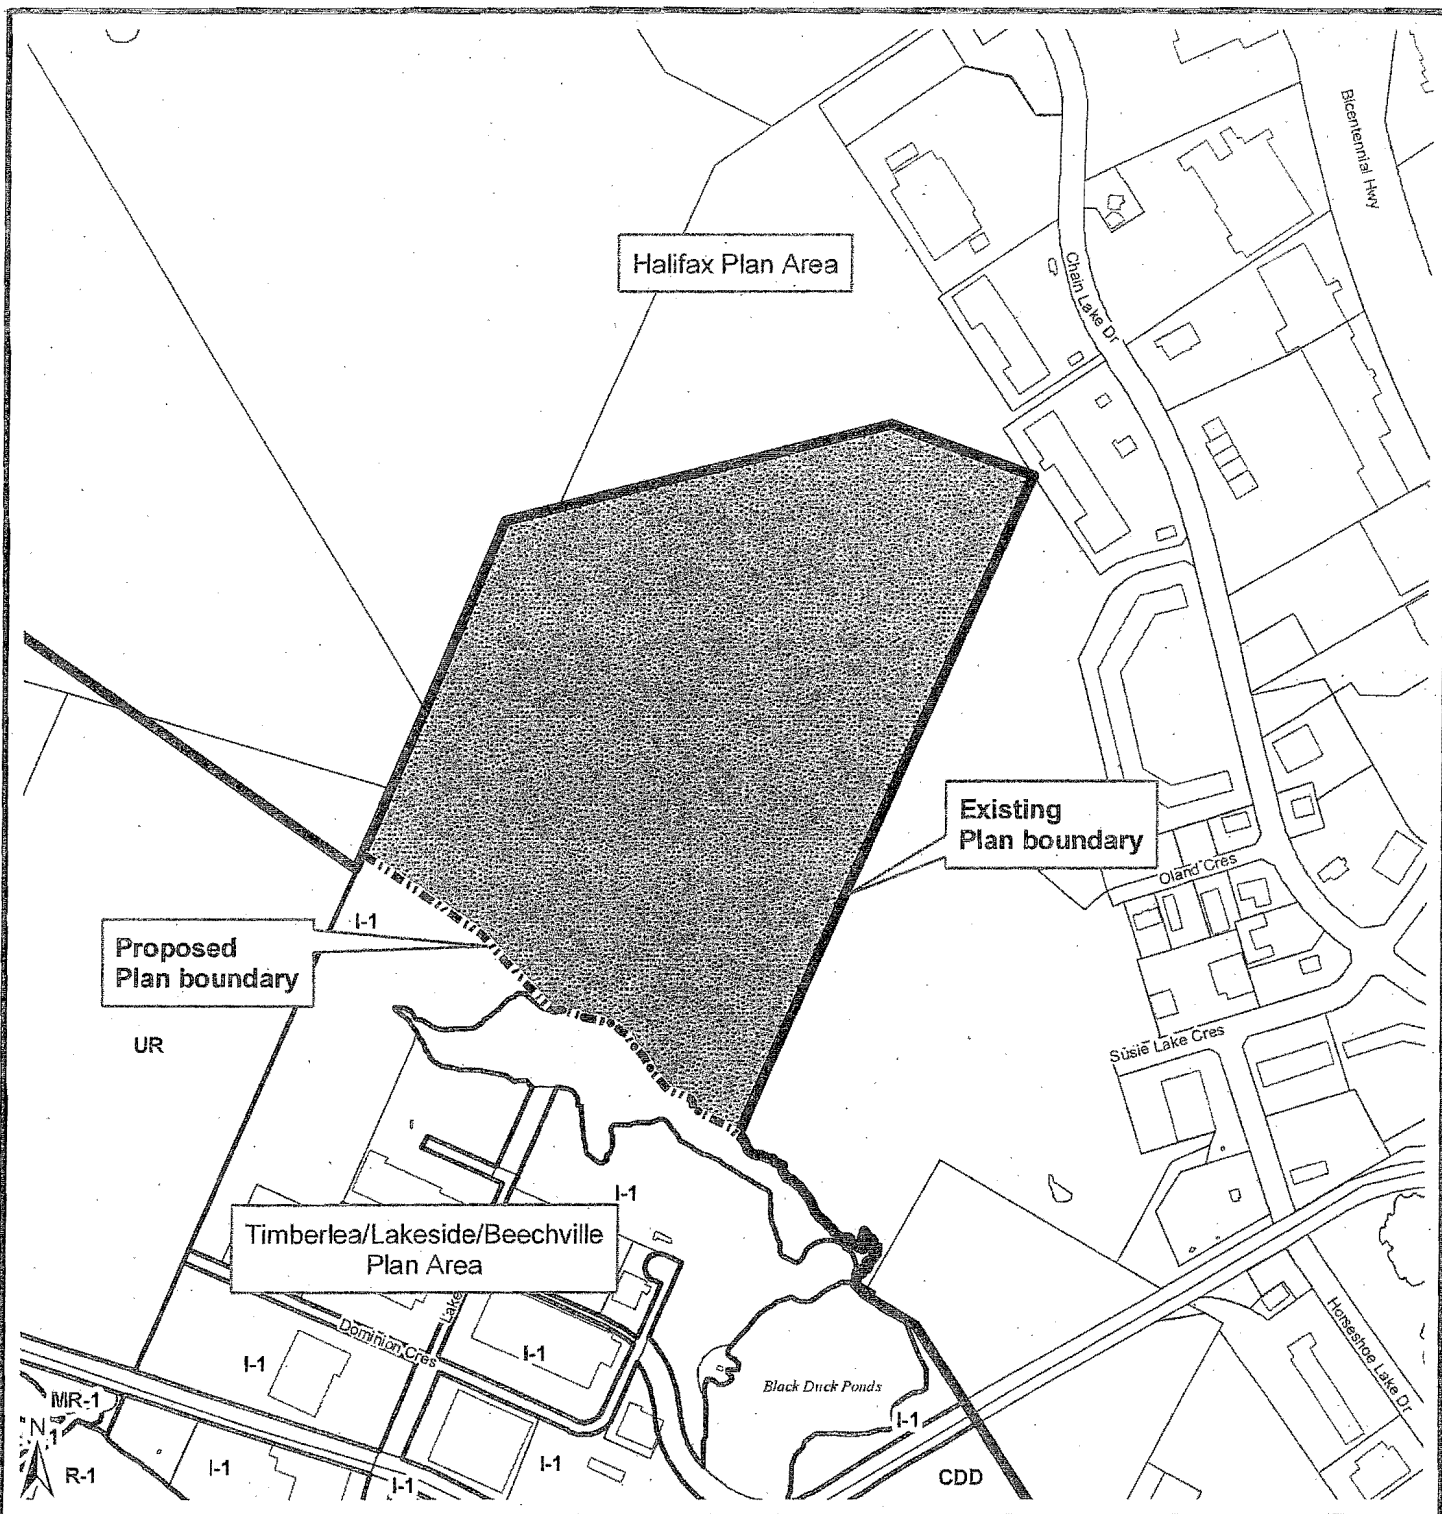 Bicentennial Hwy
Halifax Plan Area
Chain Lake Dr
Existing
Plan boundary
Oland Cres
I-1
Proposed
Plan boundary
UR
Susie Lake Cres
I-1
Timberlea/Lakeside/Beechville
Plan Area
Lake
Dominion Cres
I-1
I-1
Horseshoe Lake Dr
Black Duck Ponds
MR-1
I-1
N
1
R-1
I-1
I-1
I-1
CDD